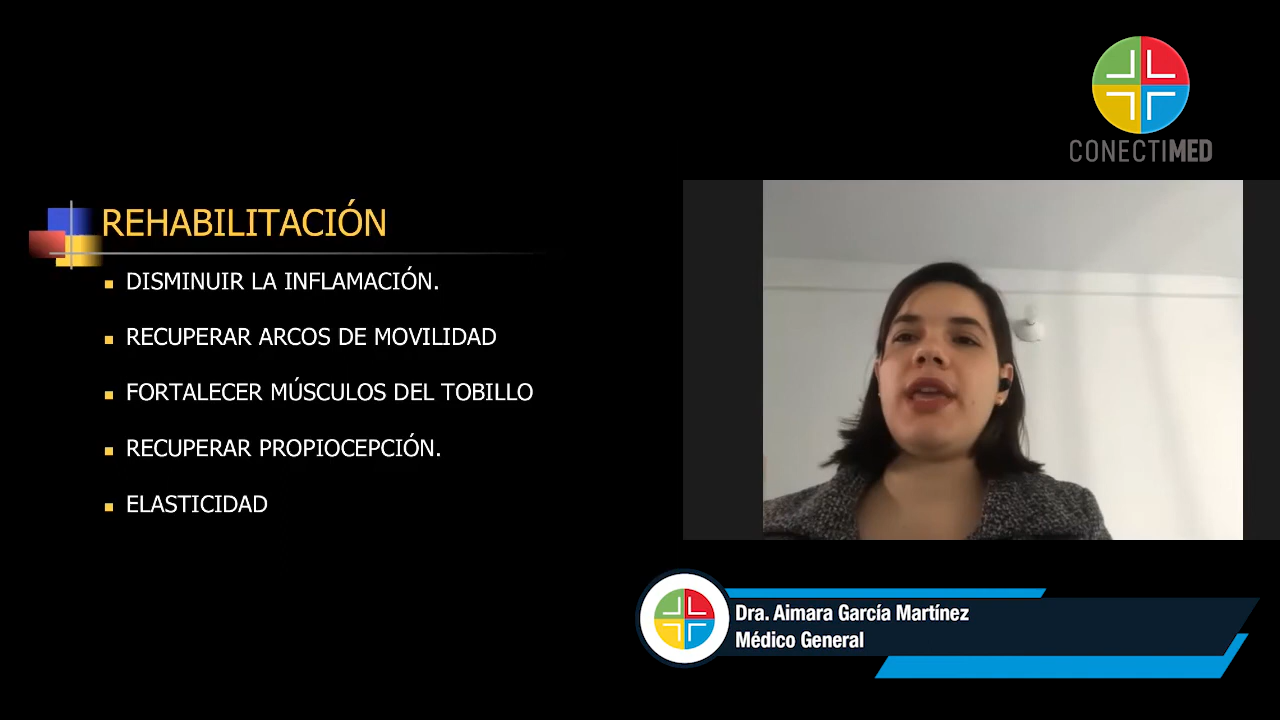 CONECTIMED
REHABILITACIÓN
DISMINUIR LA INFLAMACIÓN.
RECUPERAR ARCOS DE MOVILIDAD
FORTALECER MÚSCULOS DEL TOBILLO
RECUPERAR PROPIOCEPCIÓN.
ELASTICIDAD
Dra. Aimara García Martínez
Médico General